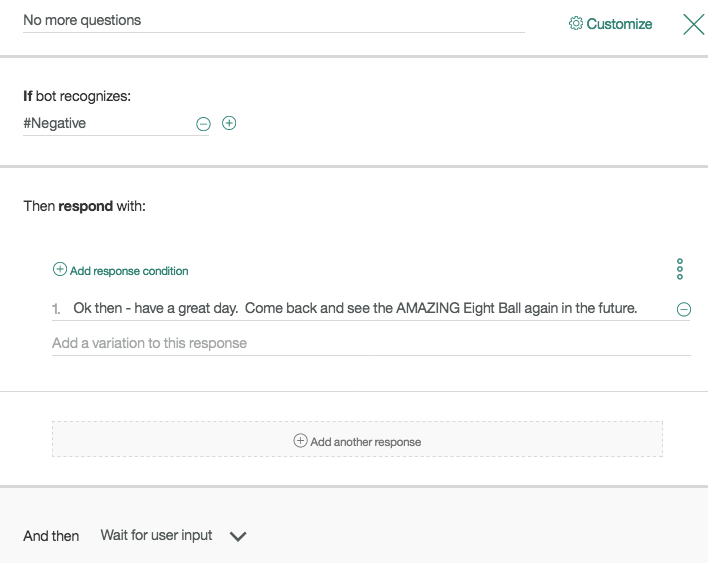 No more questions
Customize
If bot recognizes:
#Negative
Then respond with:
Add response condition
1. Ok then - have a great day.  Come back and see the AMAZING Eight Ball again in the future.
Add a variation to this response
Add another response
And then Wait for user input